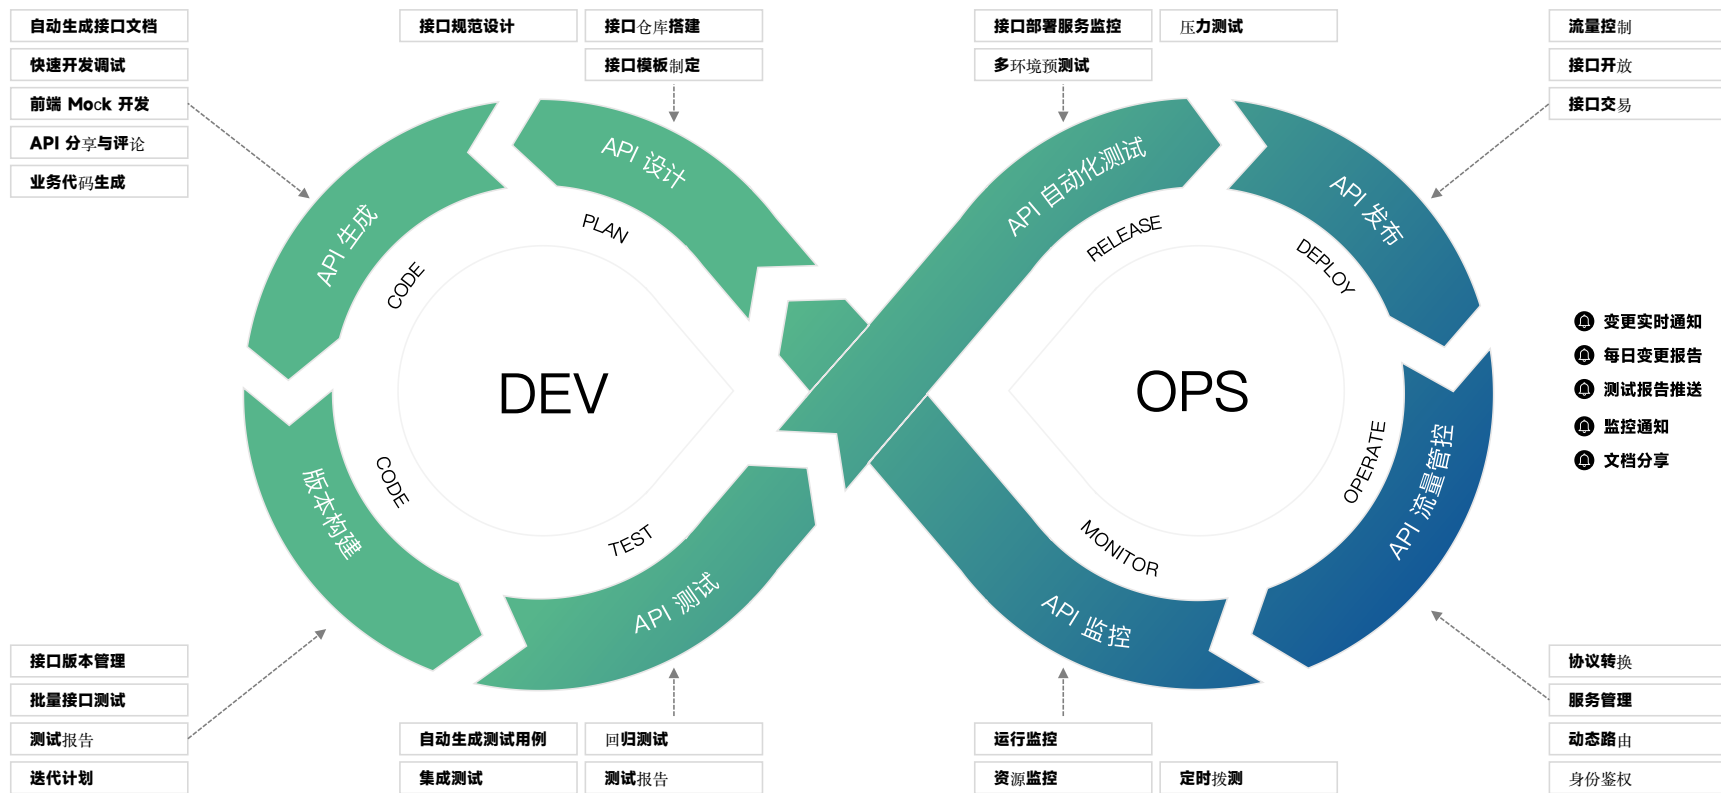 自动生成接口文档
快速开发调试
前端 Mock 开发
API 分享与评论
业务代码生成
接口规范设计
接口仓库搭建
接口模板制定
接口部署服务监控
压力测试
多环境预测试
流量控制
接口开放
接口交易
API 生成
API 设计
API 自动化测试
API 发布
CODE
PLAN
RELEASE
DEPLOY
DEV
OPS
变更实时通知
每日变更报告
测试报告推送
监控通知
文档分享
版本构建
CODE
TEST
API 测试
MONITOR
API 监控
OPERATE
API 流量管控
接口版本管理
批量接口测试
测试报告
迭代计划
自动生成测试用例
回归测试
集成测试
测试报告
运行监控
资源监控
定时拨测
协议转换
服务管理
动态路由
身份鉴权